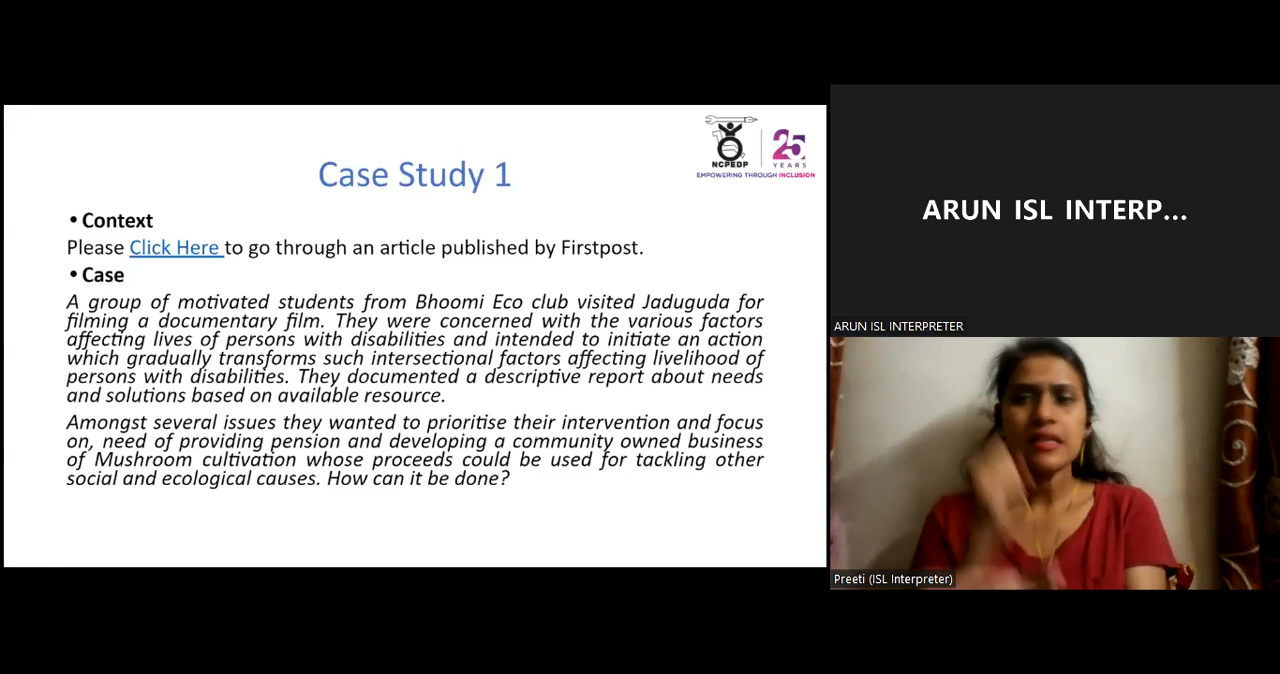 Case Study 1
NCPEDP
25
YEARS
EMPOWERING THROUGH INCLUSION
• Context
Please Click Here to go through an article published by Firstpost.
• Case
A group of motivated students from Bhoomi Eco club visited Jaduguda for
filming a documentary film. They were concerned with the various factors
affecting lives of persons with disabilities and intended to initiate an action
which gradually transforms such intersectional factors affecting livelihood of
persons with disabilities. They documented a descriptive report about needs
and solutions based on available resource.
Amongst several issues they wanted to prioritise their intervention and focus
on, need of providing pension and developing a community owned business
of Mushroom cultivation whose proceeds could be used for tackling other
social and ecological causes. How can it be done?
ARUN ISL INTERP...
ARUN ISL INTERPRETER
Preeti (ISL Interpreter)